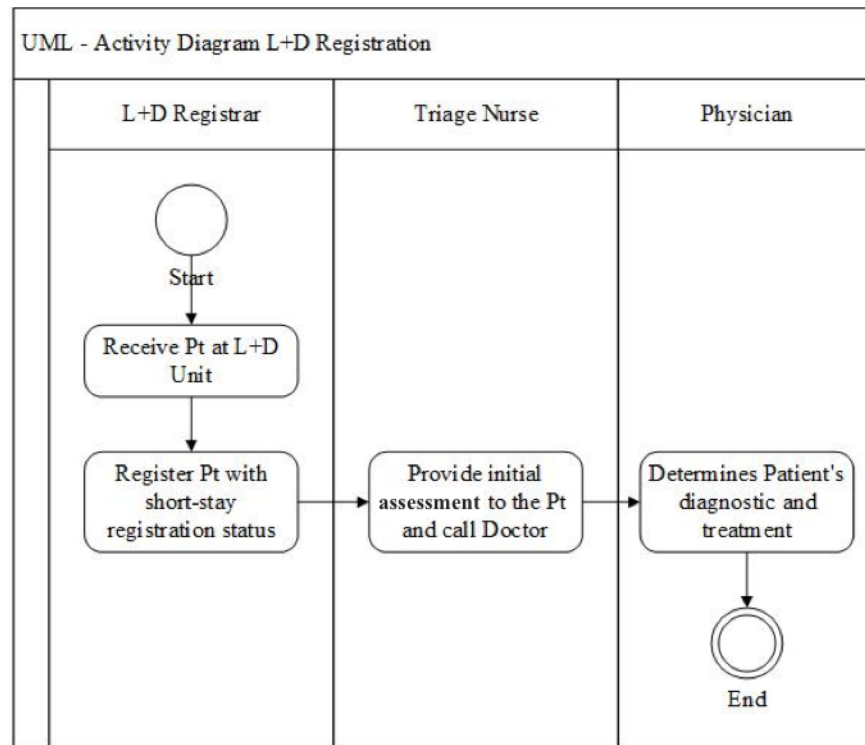 UML - Activity Diagram L+D Registration
L+D Registrar
Triage Nurse
Physician
Start
Receive Pt at L+D
Unit
Register Pt with
short-stay
registration status
Provide initial
assessment to the Pt
and call Doctor
Determines Patient's
diagnostic and
treatment
End